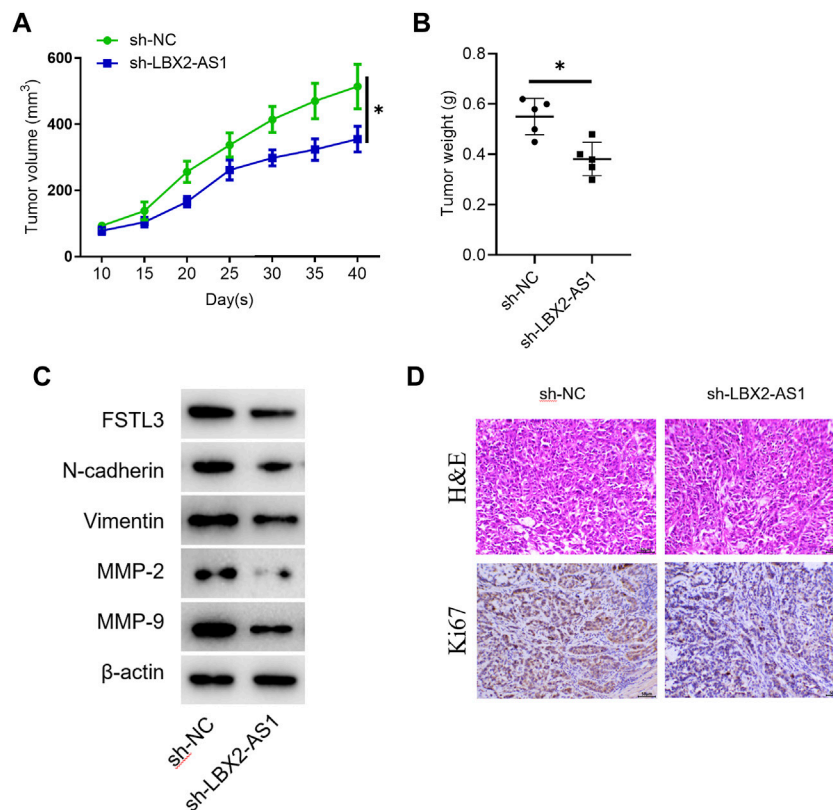 A
sh-NC
sh-LBX2-AS1
Tumor volume (mm3)
600
400
200
0
10 15 20 25 30 35 40
Day(s)
*
B
Tumor weight (g)
0.8
0.6
0.4
0.2
0.0
*
sh-NC
sh-LBX2-AS1
C
FSTL3
N-cadherin
Vimentin
MMP-2
MMP-9
β-actin
sh-NC
sh-LBX2-AS1
D
sh-NC sh-LBX2-AS1
H&E
Ki67